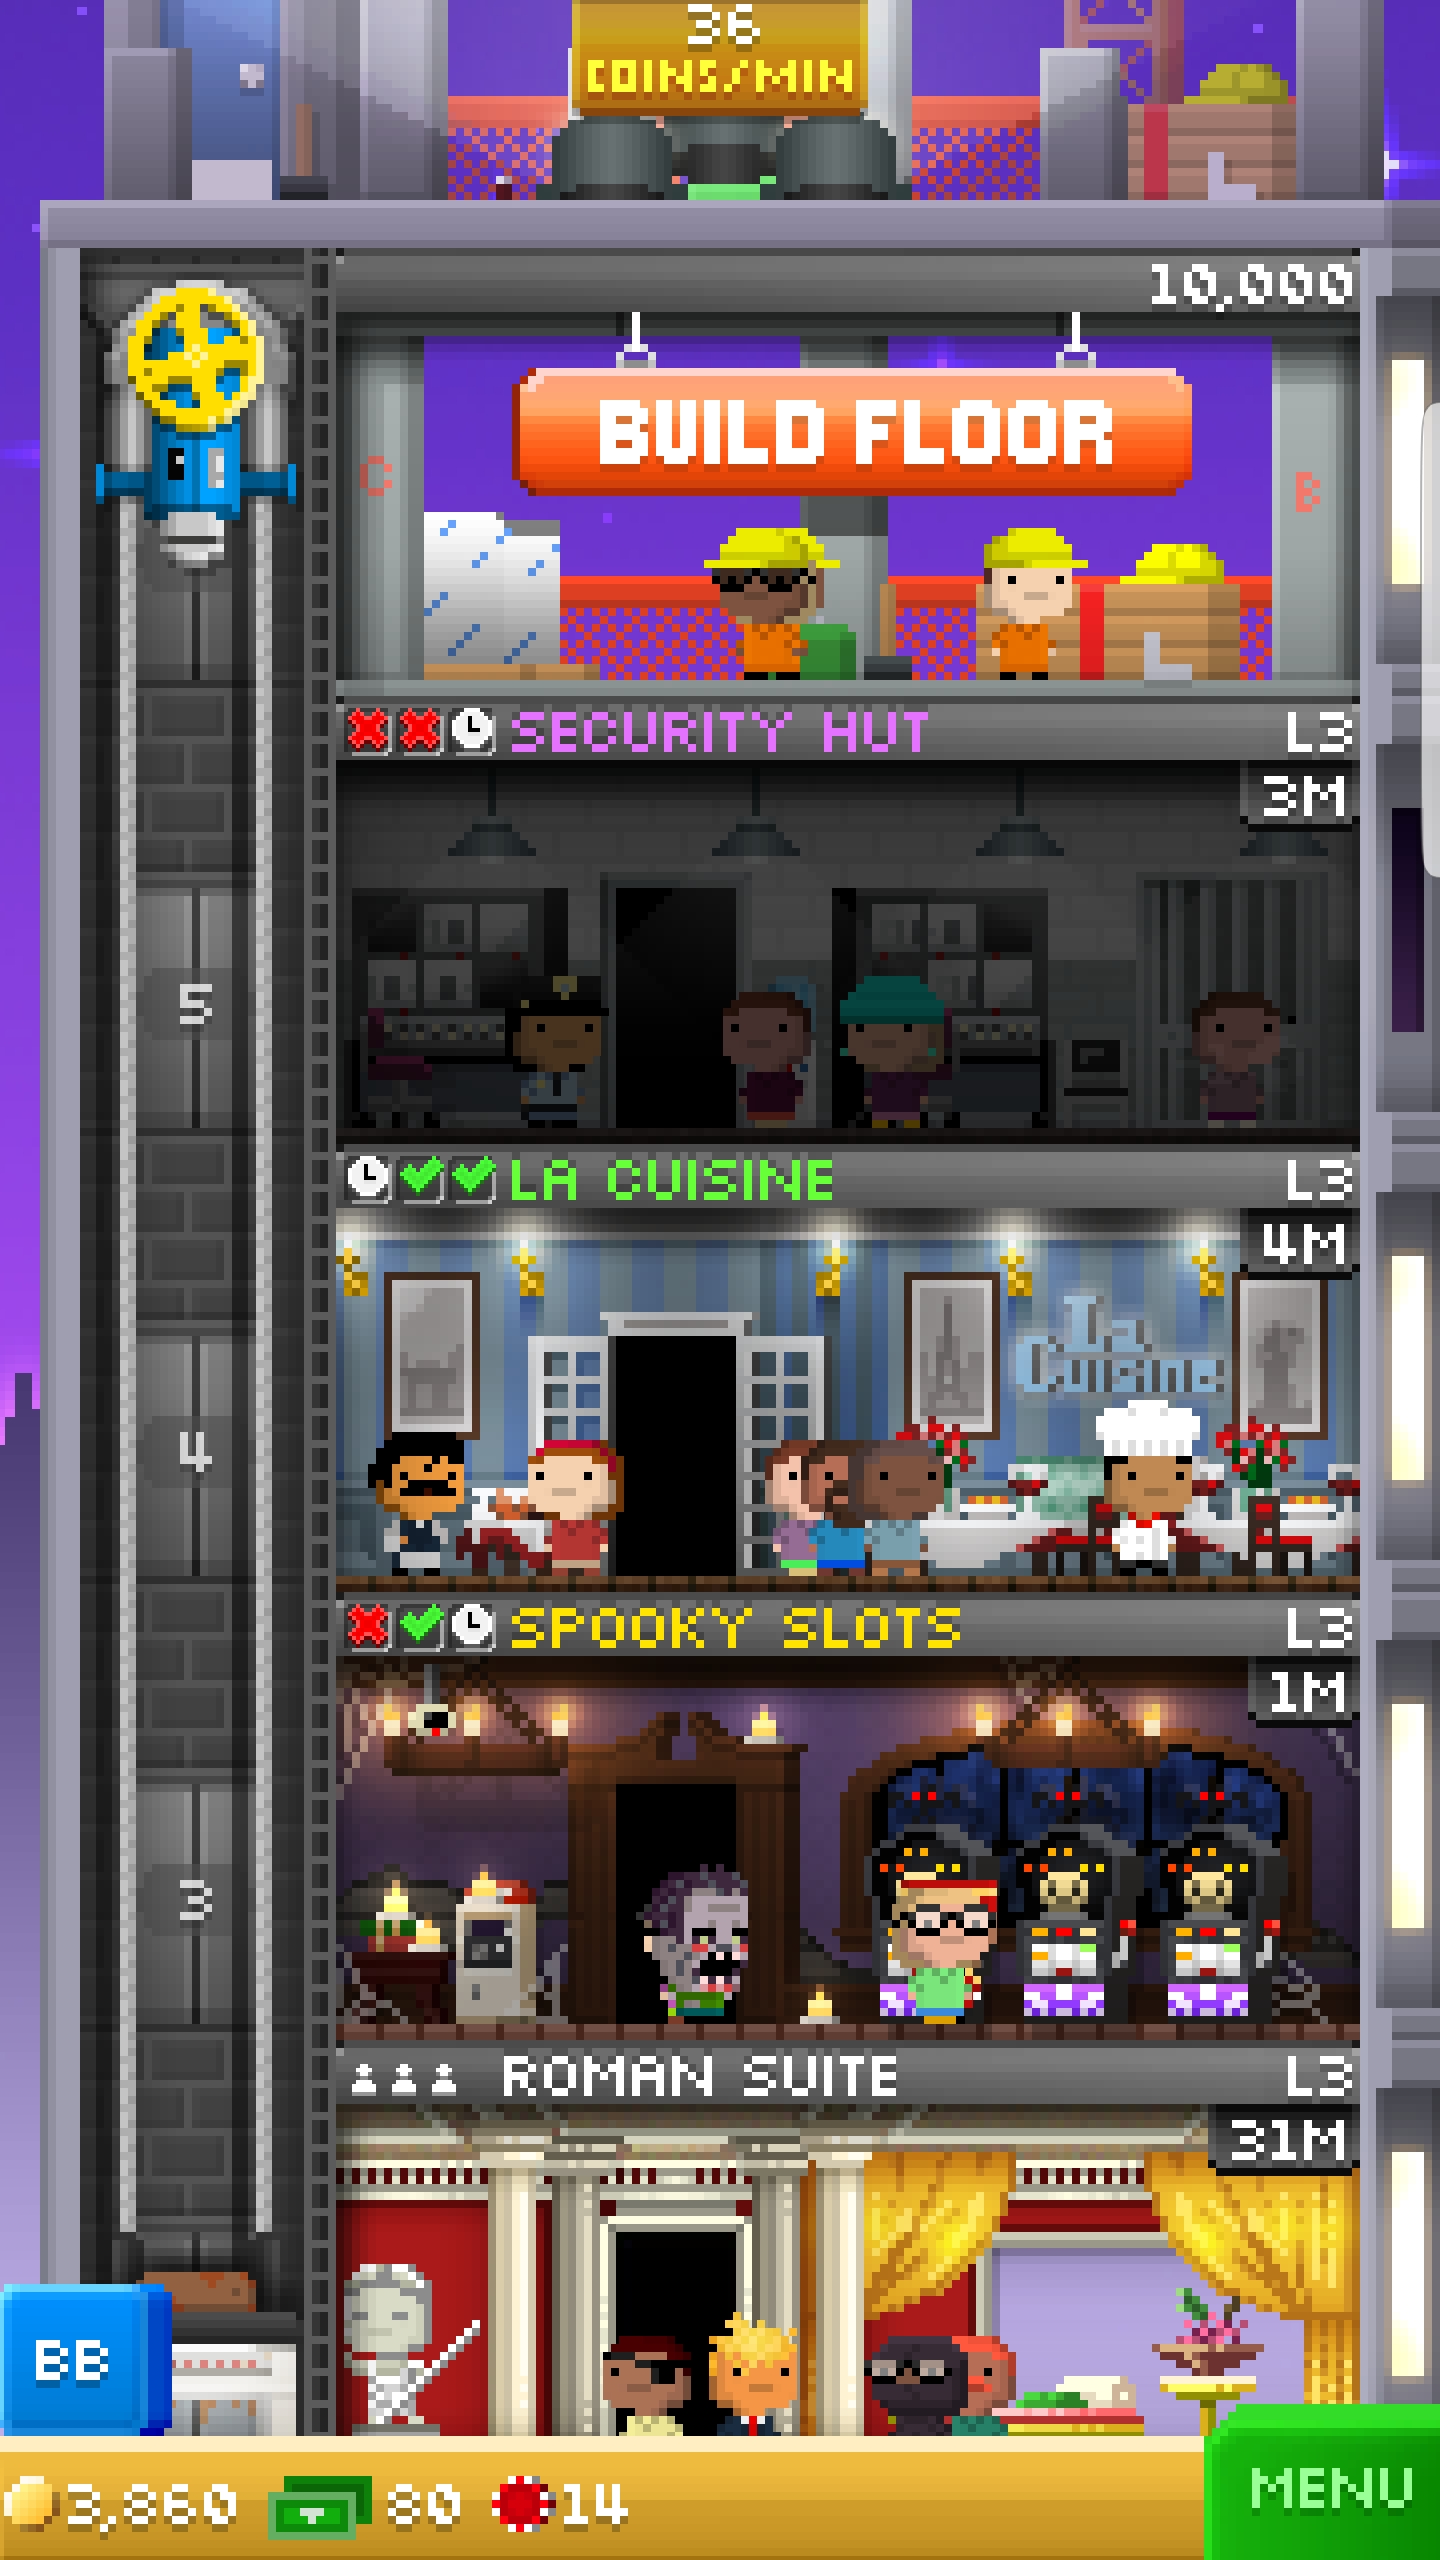 36
COINS/MIN
10,000
BUILD FLOOR
C
B
SECURITY HUT L3
3M
5
LA CUISINE L3
4M
La
Cuisine
4
SPOOKY SLOTS L3
1M
3
ROMAN SUITE L3
31M
BB
3,860 80 14
MENU